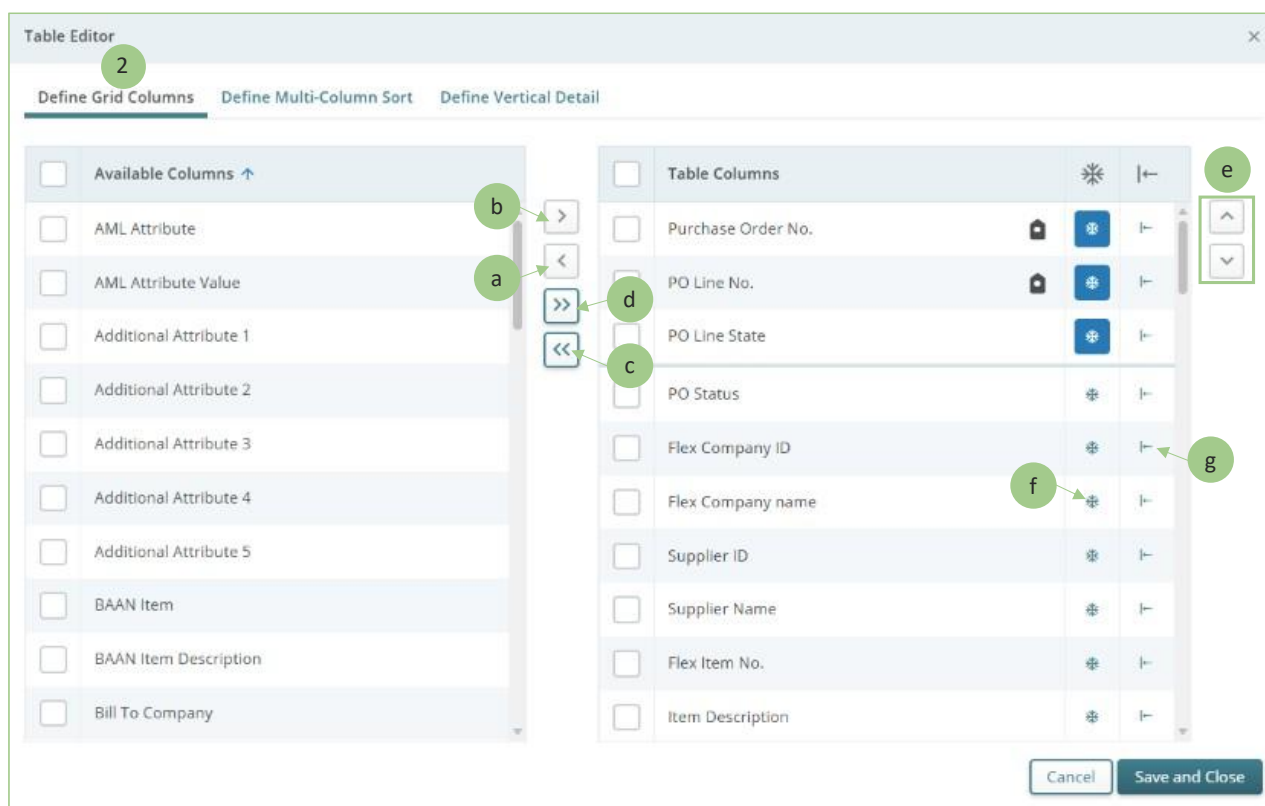 Table Editor
2
Define Grid Columns Define Multi-Column Sort Define Vertical Detail
Available Columns
AML Attribute
AML Attribute Value
Additional Attribute 1
Additional Attribute 2
Additional Attribute 3
Additional Attribute 4
Additional Attribute 5
BAAN Item
BAAN Item Description
Bill To Company
b
a
d
c
Table Columns
Purchase Order No.
PO Line No.
PO Line State
PO Status
Flex Company ID
Flex Company name
Supplier ID
Supplier Name
Flex Item No.
Item Description
e
f
g
Cancel Save and Close